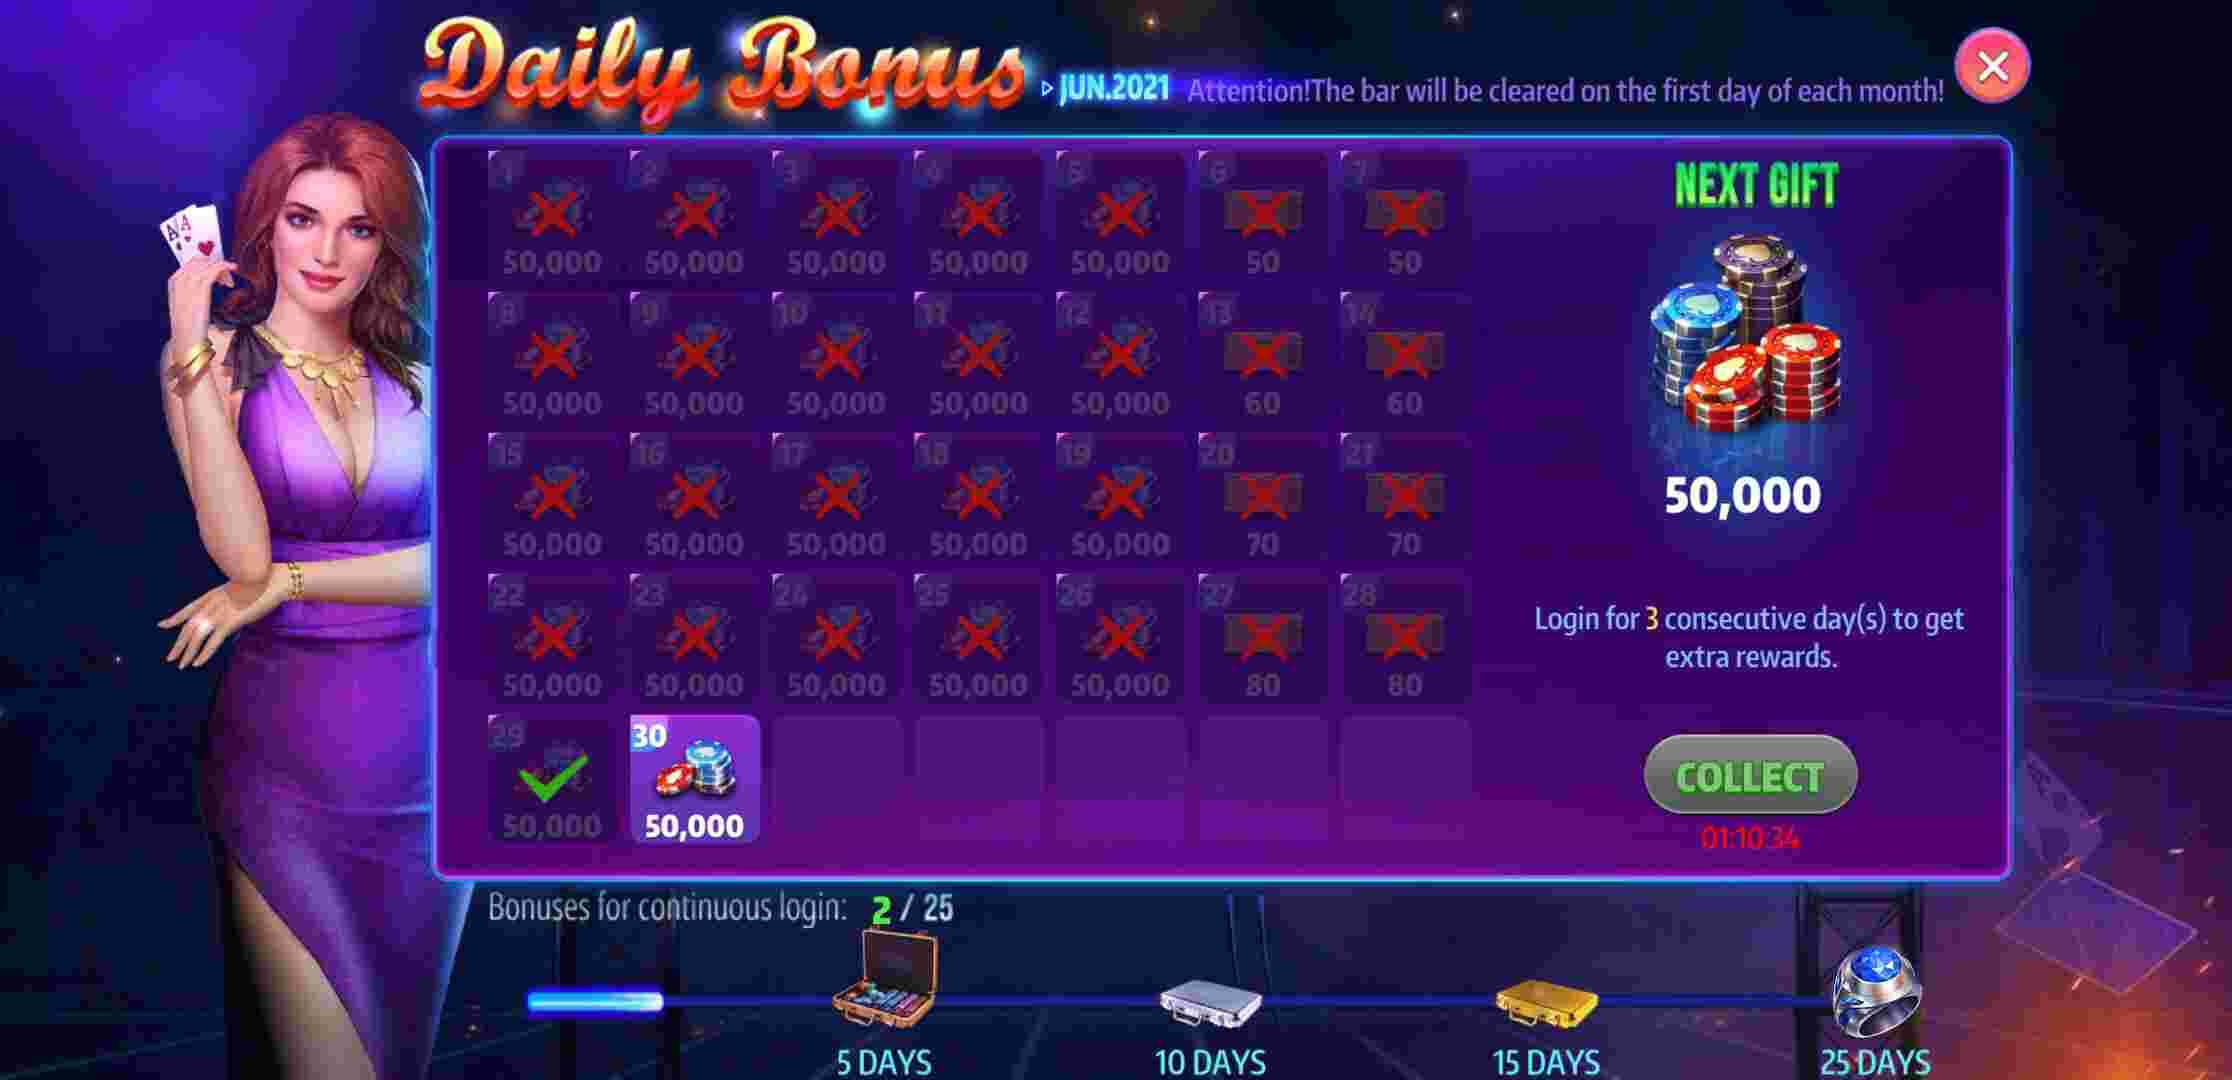 Daily Bonus
JUN.2021
Attention!The bar will be cleared on the first day of each month!
A A
1 2 3 4 5 6 7
50,000 50,000 50,000 50,000 50,000 50 50
8 9 10 11 12 13 14
50,000 50,000 50,000 50,000 50,000 60 60
15 16 17 18 19 20 21
50,000 50,000 50,000 50,000 50,000 70 70
22 23 24 25 26 27 28
50,000 50,000 50,000 50,000 50,000 80 80
29 30
50,000 50,000
NEXT GIFT
50,000
Login for 3 consecutive day(s) to get
extra rewards.
COLLECT
01:10:34
Bonuses for continuous login: 2 / 25
5 DAYS 10 DAYS 15 DAYS 25 DAYS